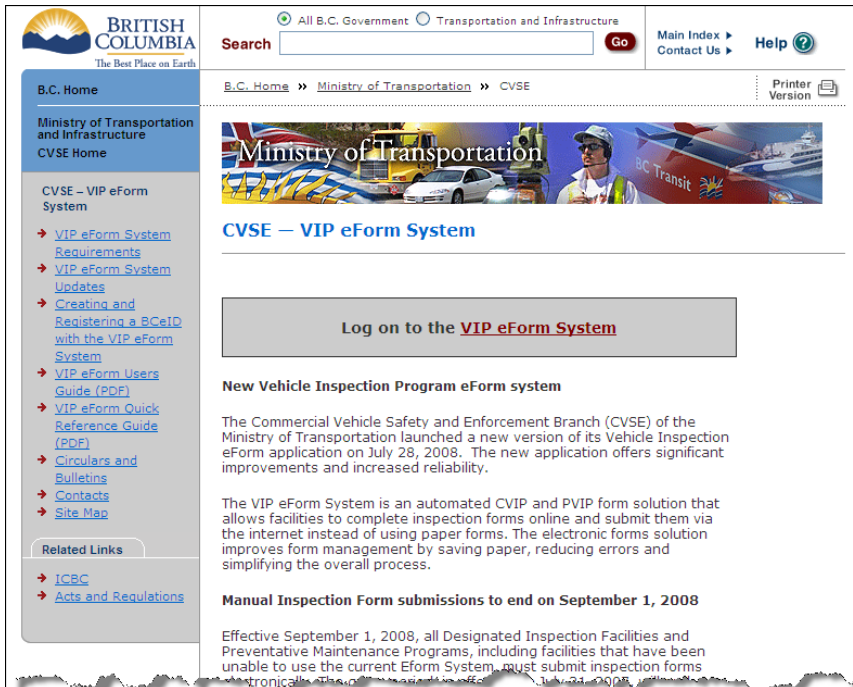 BRITISH
COLUMBIA
The Best Place on Earth
All B.C. Government Transportation and Infrastructure
Search
Go
Main Index
Contact Us
Help ?
B.C. Home
Ministry of Transportation
and Infrastructure
CVSE Home
CVSE – VIP eForm
System
VIP eForm System
Requirements
VIP eForm System
Updates
Creating and
Registering a BCeID
with the VIP eForm
System
VIP eForm Users
Guide (PDF)
VIP eForm Quick
Reference Guide
(PDF)
Circulars and
Bulletins
Contacts
Site Map
Related Links
ICBC
Acts and Regulations
B.C. Home » Ministry of Transportation » CVSE
Printer
Version
Ministry of Transportation
BC Transit
CVSE — VIP eForm System
Log on to the VIP eForm System
New Vehicle Inspection Program eForm system
The Commercial Vehicle Safety and Enforcement Branch (CVSE) of the
Ministry of Transportation launched a new version of its Vehicle Inspection
eForm application on July 28, 2008. The new application offers significant
improvements and increased reliability.
The VIP eForm System is an automated CVIP and PVIP form solution that
allows facilities to complete inspection forms online and submit them via
the internet instead of using paper forms. The electronic forms solution
improves form management by saving paper, reducing errors and
simplifying the overall process.
Manual Inspection Form submissions to end on September 1, 2008
Effective September 1, 2008, all Designated Inspection Facilities and
Preventative Maintenance Programs, including facilities that have been
unable to use the current Eform System, must submit inspection forms